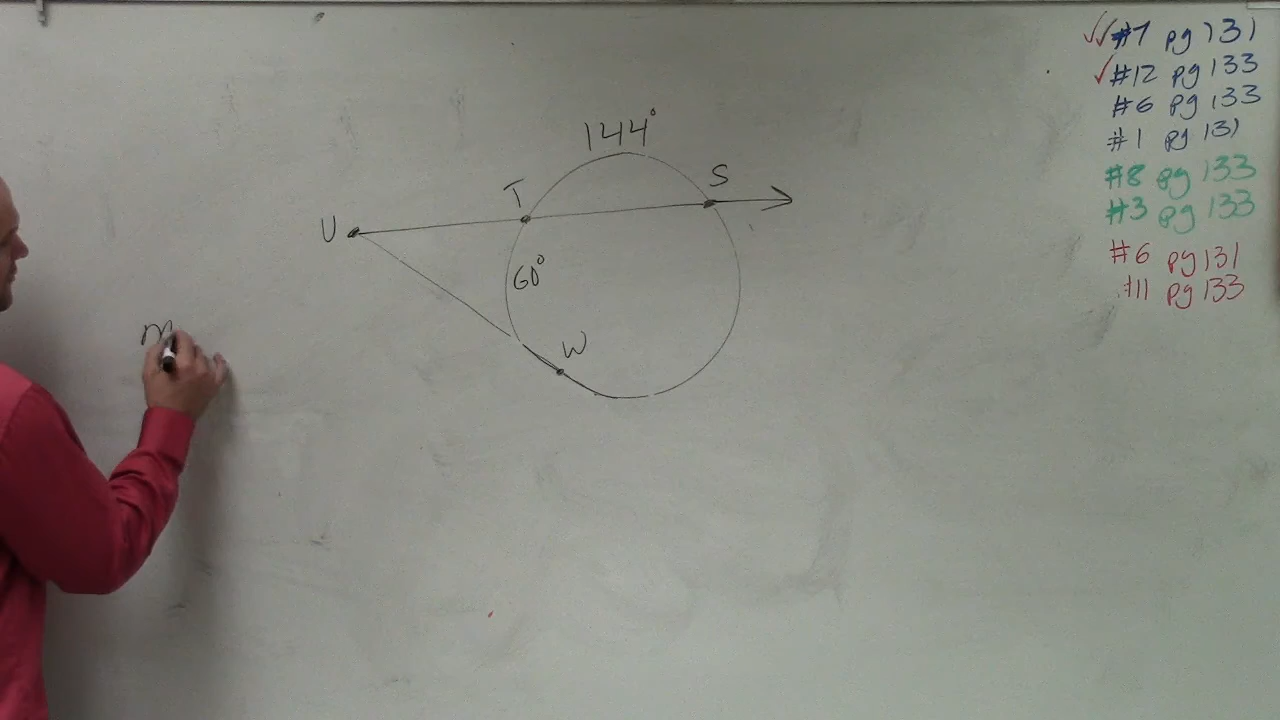 144°
T
S
U
60°
W
m
#7 pg 131
#12 pg 133
#6 pg 133
#1 pg 131
#8 pg 133
#3 pg 133
#6 pg 131
#11 pg 133